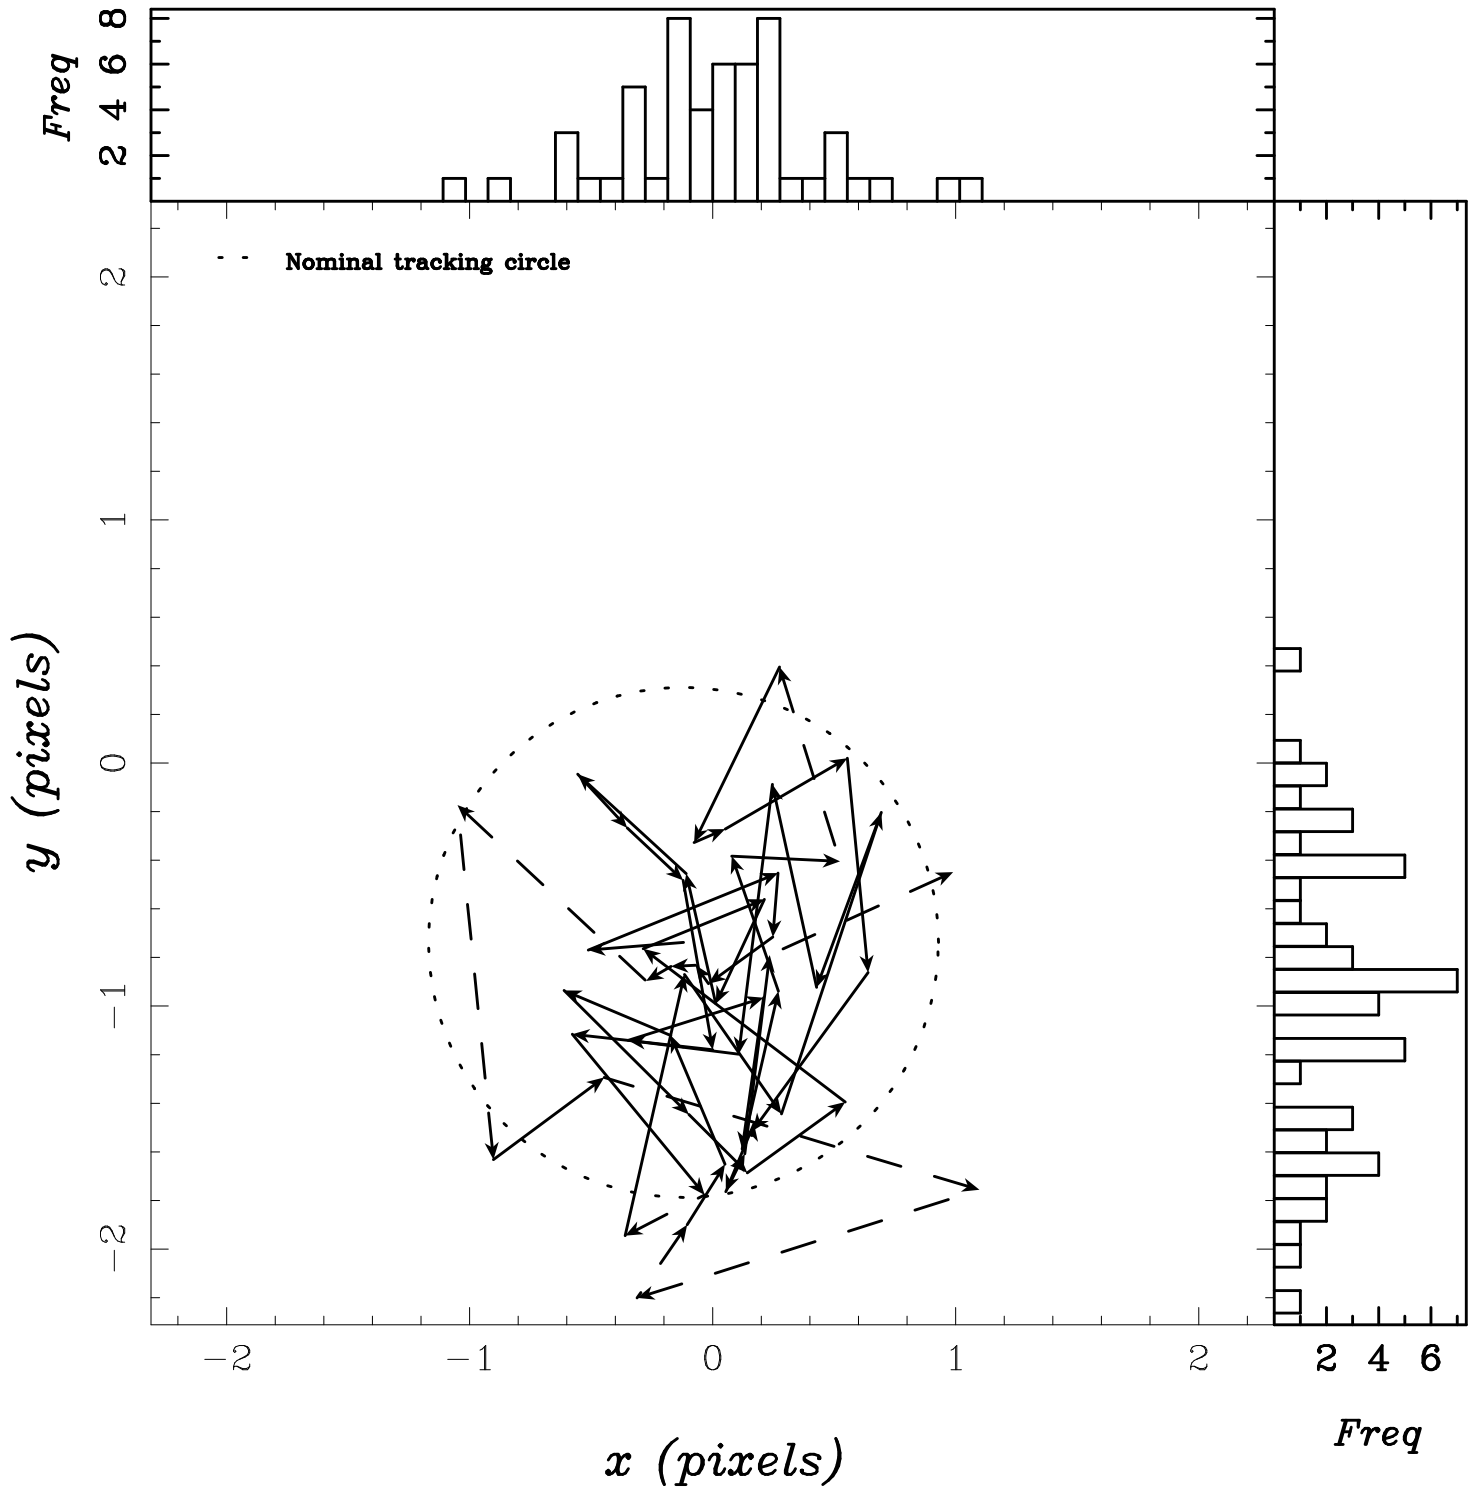 Freq
2 4 6 8
Nominal tracking circle
y (pixels)
2
1
0
-1
-2
-2 -1 0 1 2
x (pixels)
2 4 6
Freq